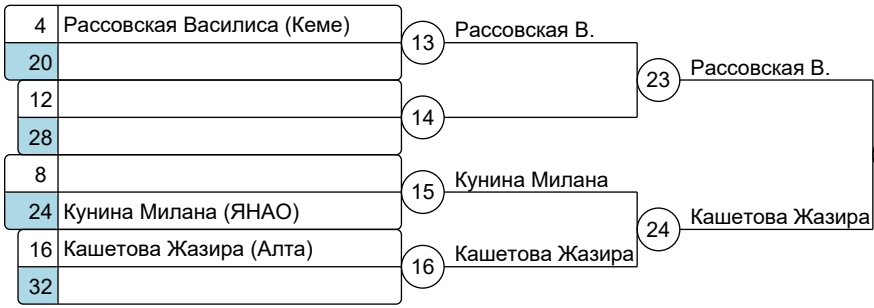 4 Рассовская Василиса (Кеме)
20
13 Рассовская В.
12
28
14
23 Рассовская В.
8
24 Кунина Милана (ЯНАО)
15 Кунина Милана
16 Кашетова Жазира (Алта)
32
16 Кашетова Жазира
24 Кашетова Жазира